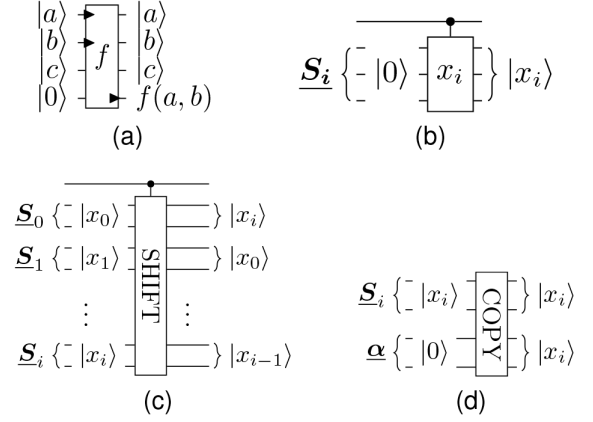 |a⟩ |a⟩
|b⟩ f |b⟩
|c⟩ |c⟩
|0⟩ f(a, b)
(a)
S_i { |0⟩ x_i } |x_i⟩
(b)
S_0 { |x_0⟩ } |x_i⟩
S_1 { |x_1⟩ SHIFT } |x_0⟩
⋮ ⋮
S_i { |x_i⟩ } |x_{i−1}⟩
(c)
S_i { |x_i⟩ } |x_i⟩
COPY
α { |0⟩ } |x_i⟩
(d)